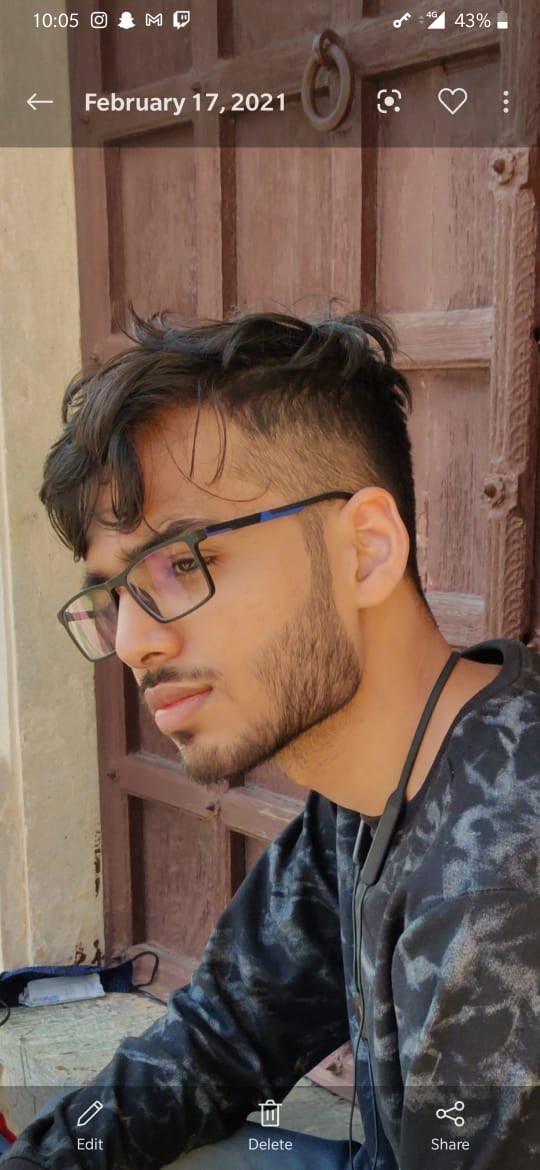 10:05 4G 43%
February 17, 2021
Edit Delete Share